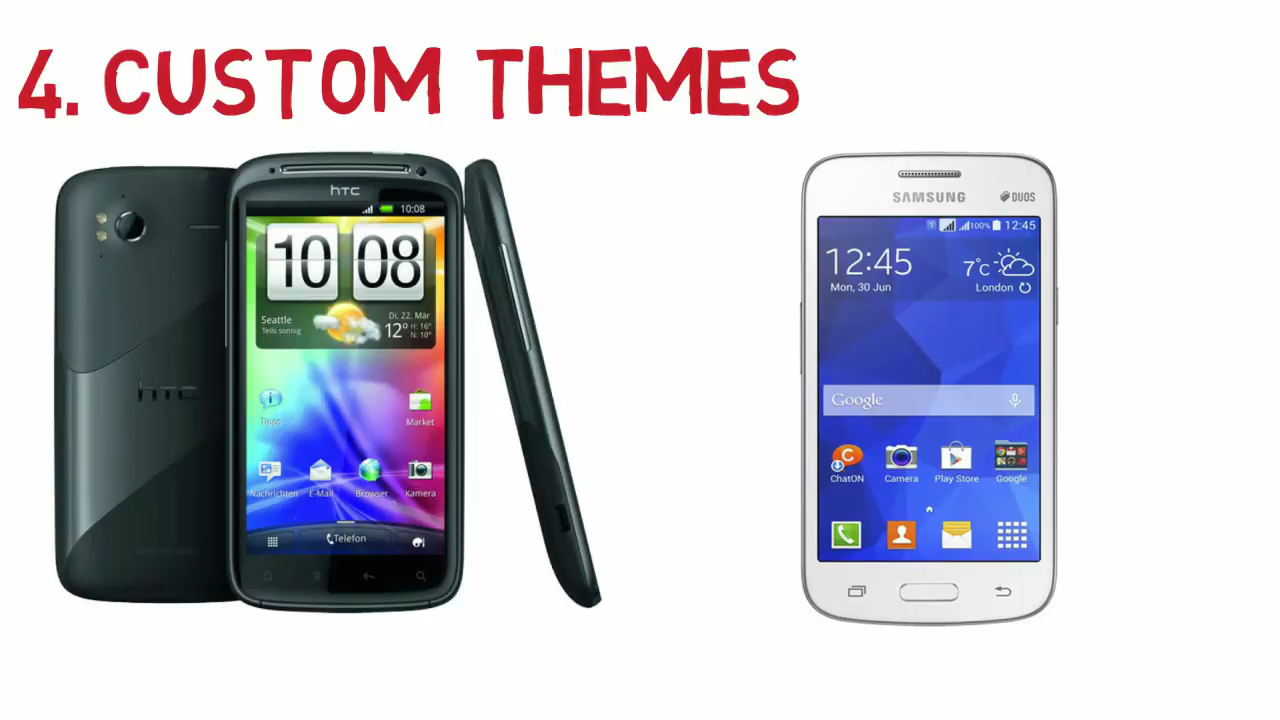 4. CUSTOM THEMES
hTC
10:08
10 08
Seattle
Teils sonnig
Di, 22. Mär
12° H: 16°
N: 10°
Tipps
Market
Nachrichten E-Mail Browser Kamera
Telefon
hTC
SAMSUNG DUOS
100% 12:45
12:45
Mon, 30 Jun
7°c
London
Google
ChatON Camera Play Store Google